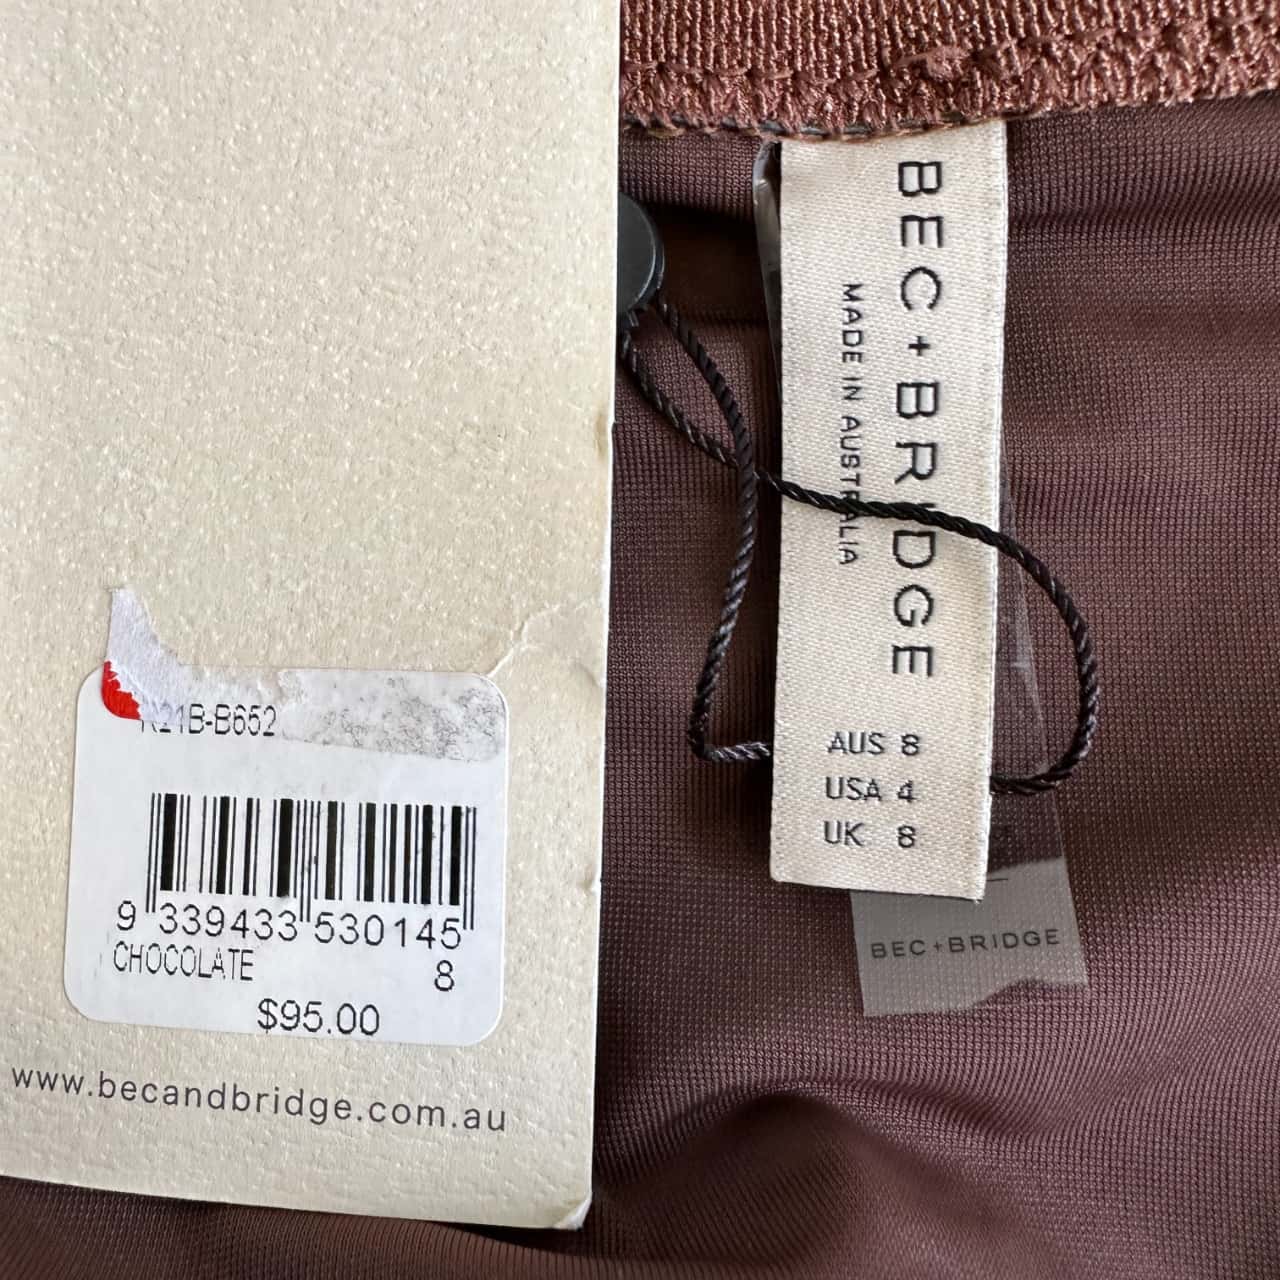 B652
9 339433 530145
CHOCOLATE 8
$95.00
www.becandbridge.com.au
BEC+BRIDGE
MADE IN AUSTRALIA
AUS 8
USA 4
UK 8
BEC+BRIDGE